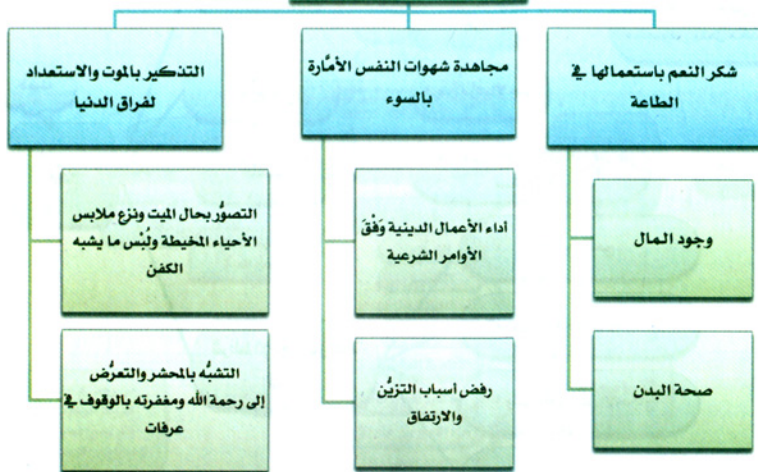 شكر النعم باستعمالها في
الطاعة
وجود المال
صحة البدن
مجاهدة شهوات النفس الأمَّارة
بالسوء
أداء الأعمال الدينية وَفْقَ
الأوامر الشرعية
رفض أسباب التزيُّن
والارتفاق
التذكير بالموت والاستعداد
لفراق الدنيا
التصوُّر بحال الميت ونزع ملابس
الأحياء المخيطة ولُبْس ما يشبه
الكفن
التشبُّه بالمحشر والتعرُّض
إلى رحمة الله ومغفرته بالوقوف في
عرفات